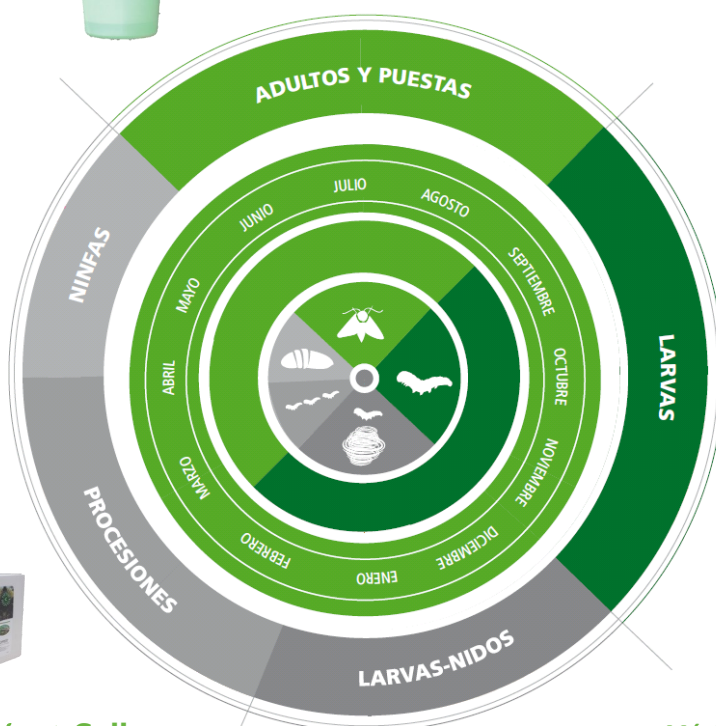 ADULTOS Y PUESTAS
LARVAS
LARVAS-NIDOS
PROCESIONES
NINFAS
JULIO
AGOSTO
SEPTIEMBRE
OCTUBRE
NOVIEMBRE
DICIEMBRE
ENERO
FEBRERO
MARZO
ABRIL
MAYO
JUNIO